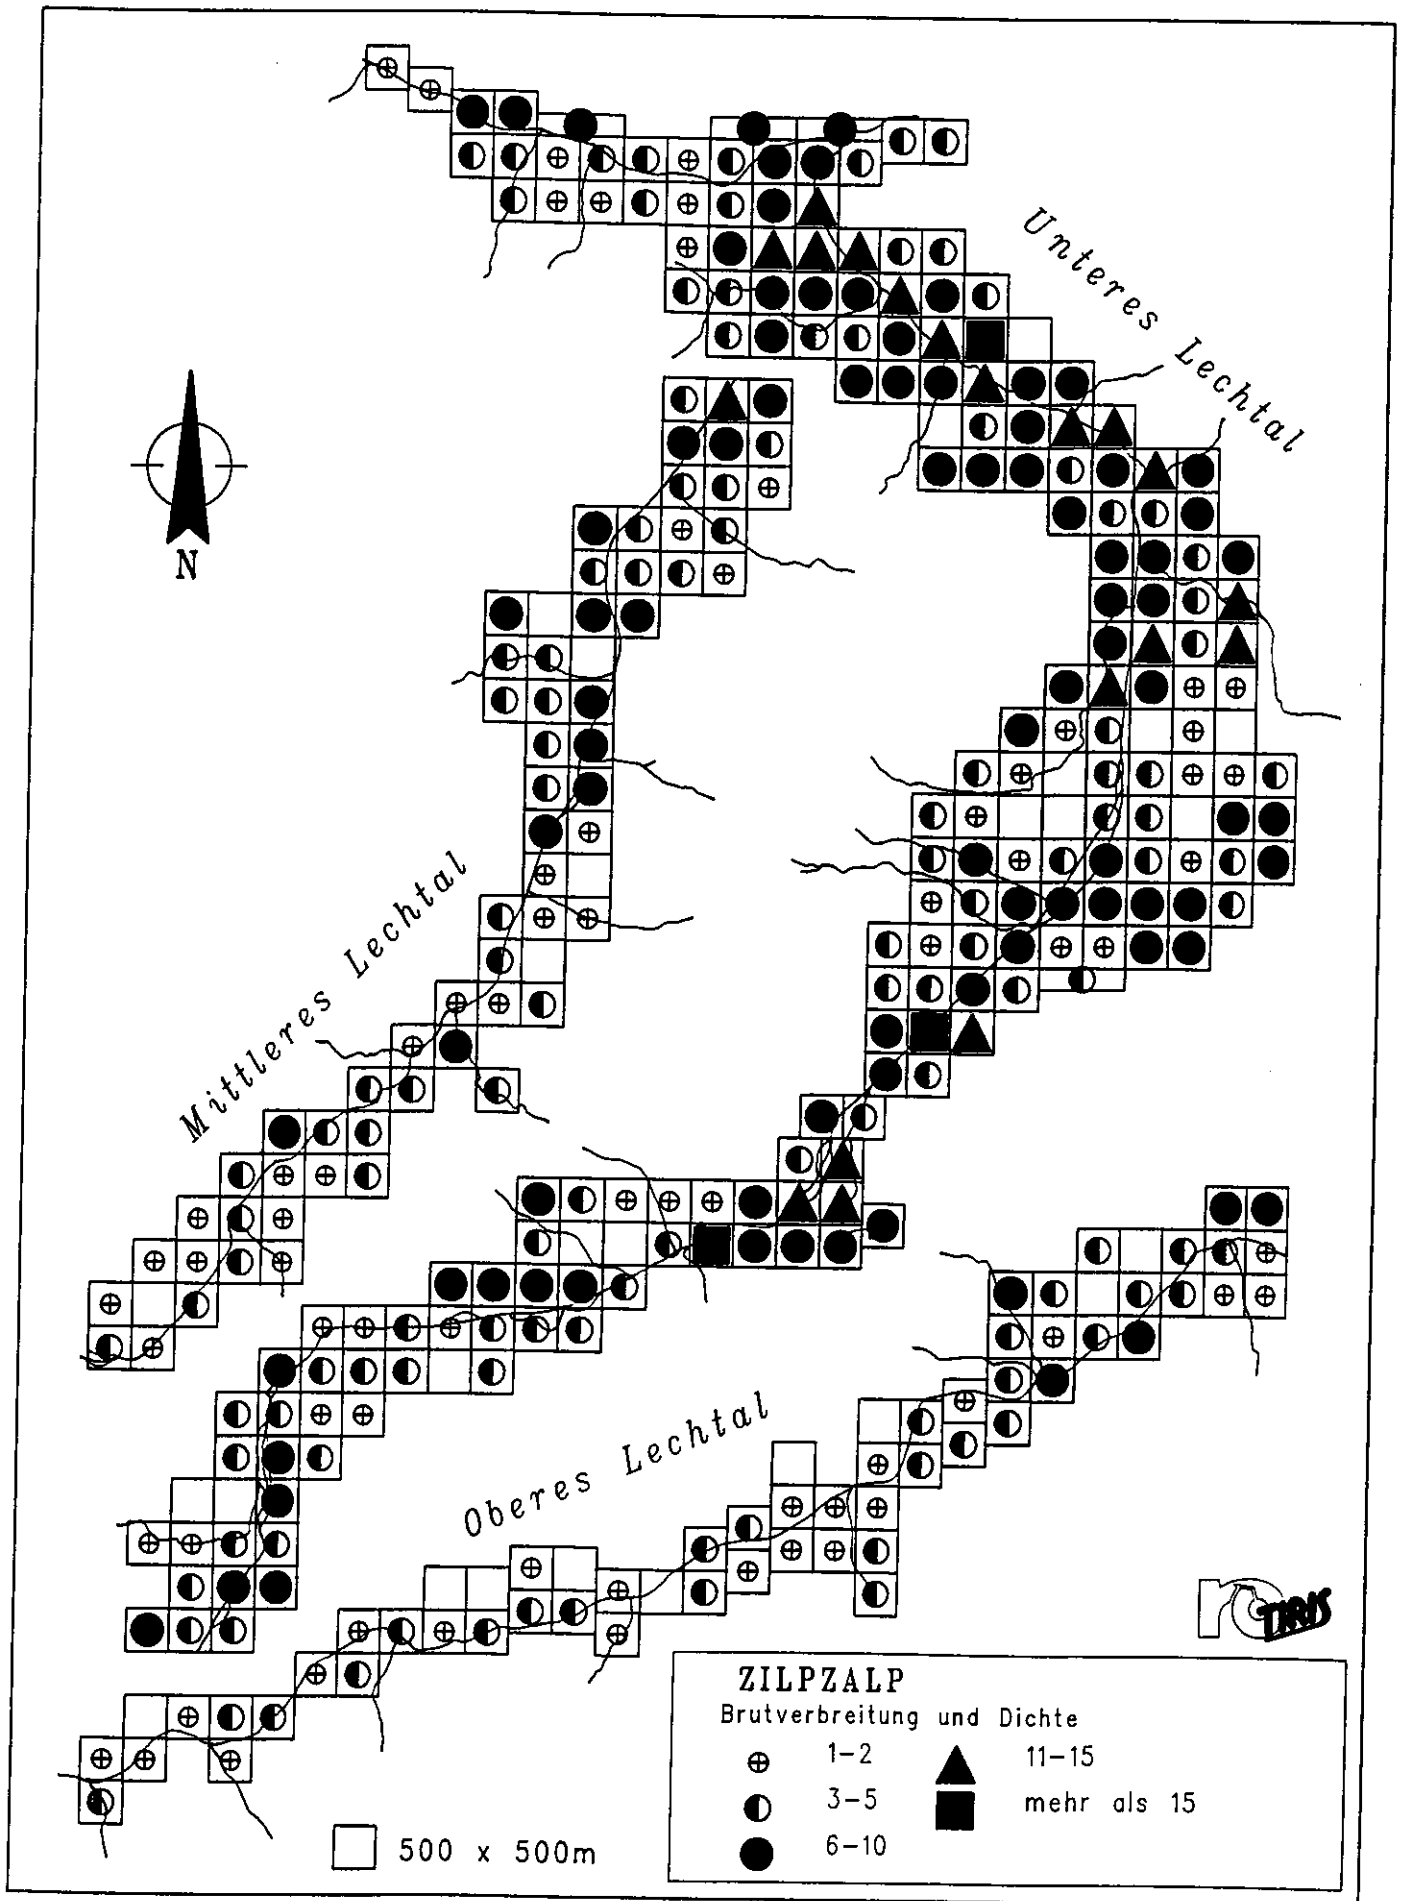 Unteres Lechtal
N
Mittleres Lechtal
Oberes Lechtal
TIRIS
ZILPZALP
Brutverbreitung und Dichte
1-2
11-15
3-5
mehr als 15
6-10
500 x 500m